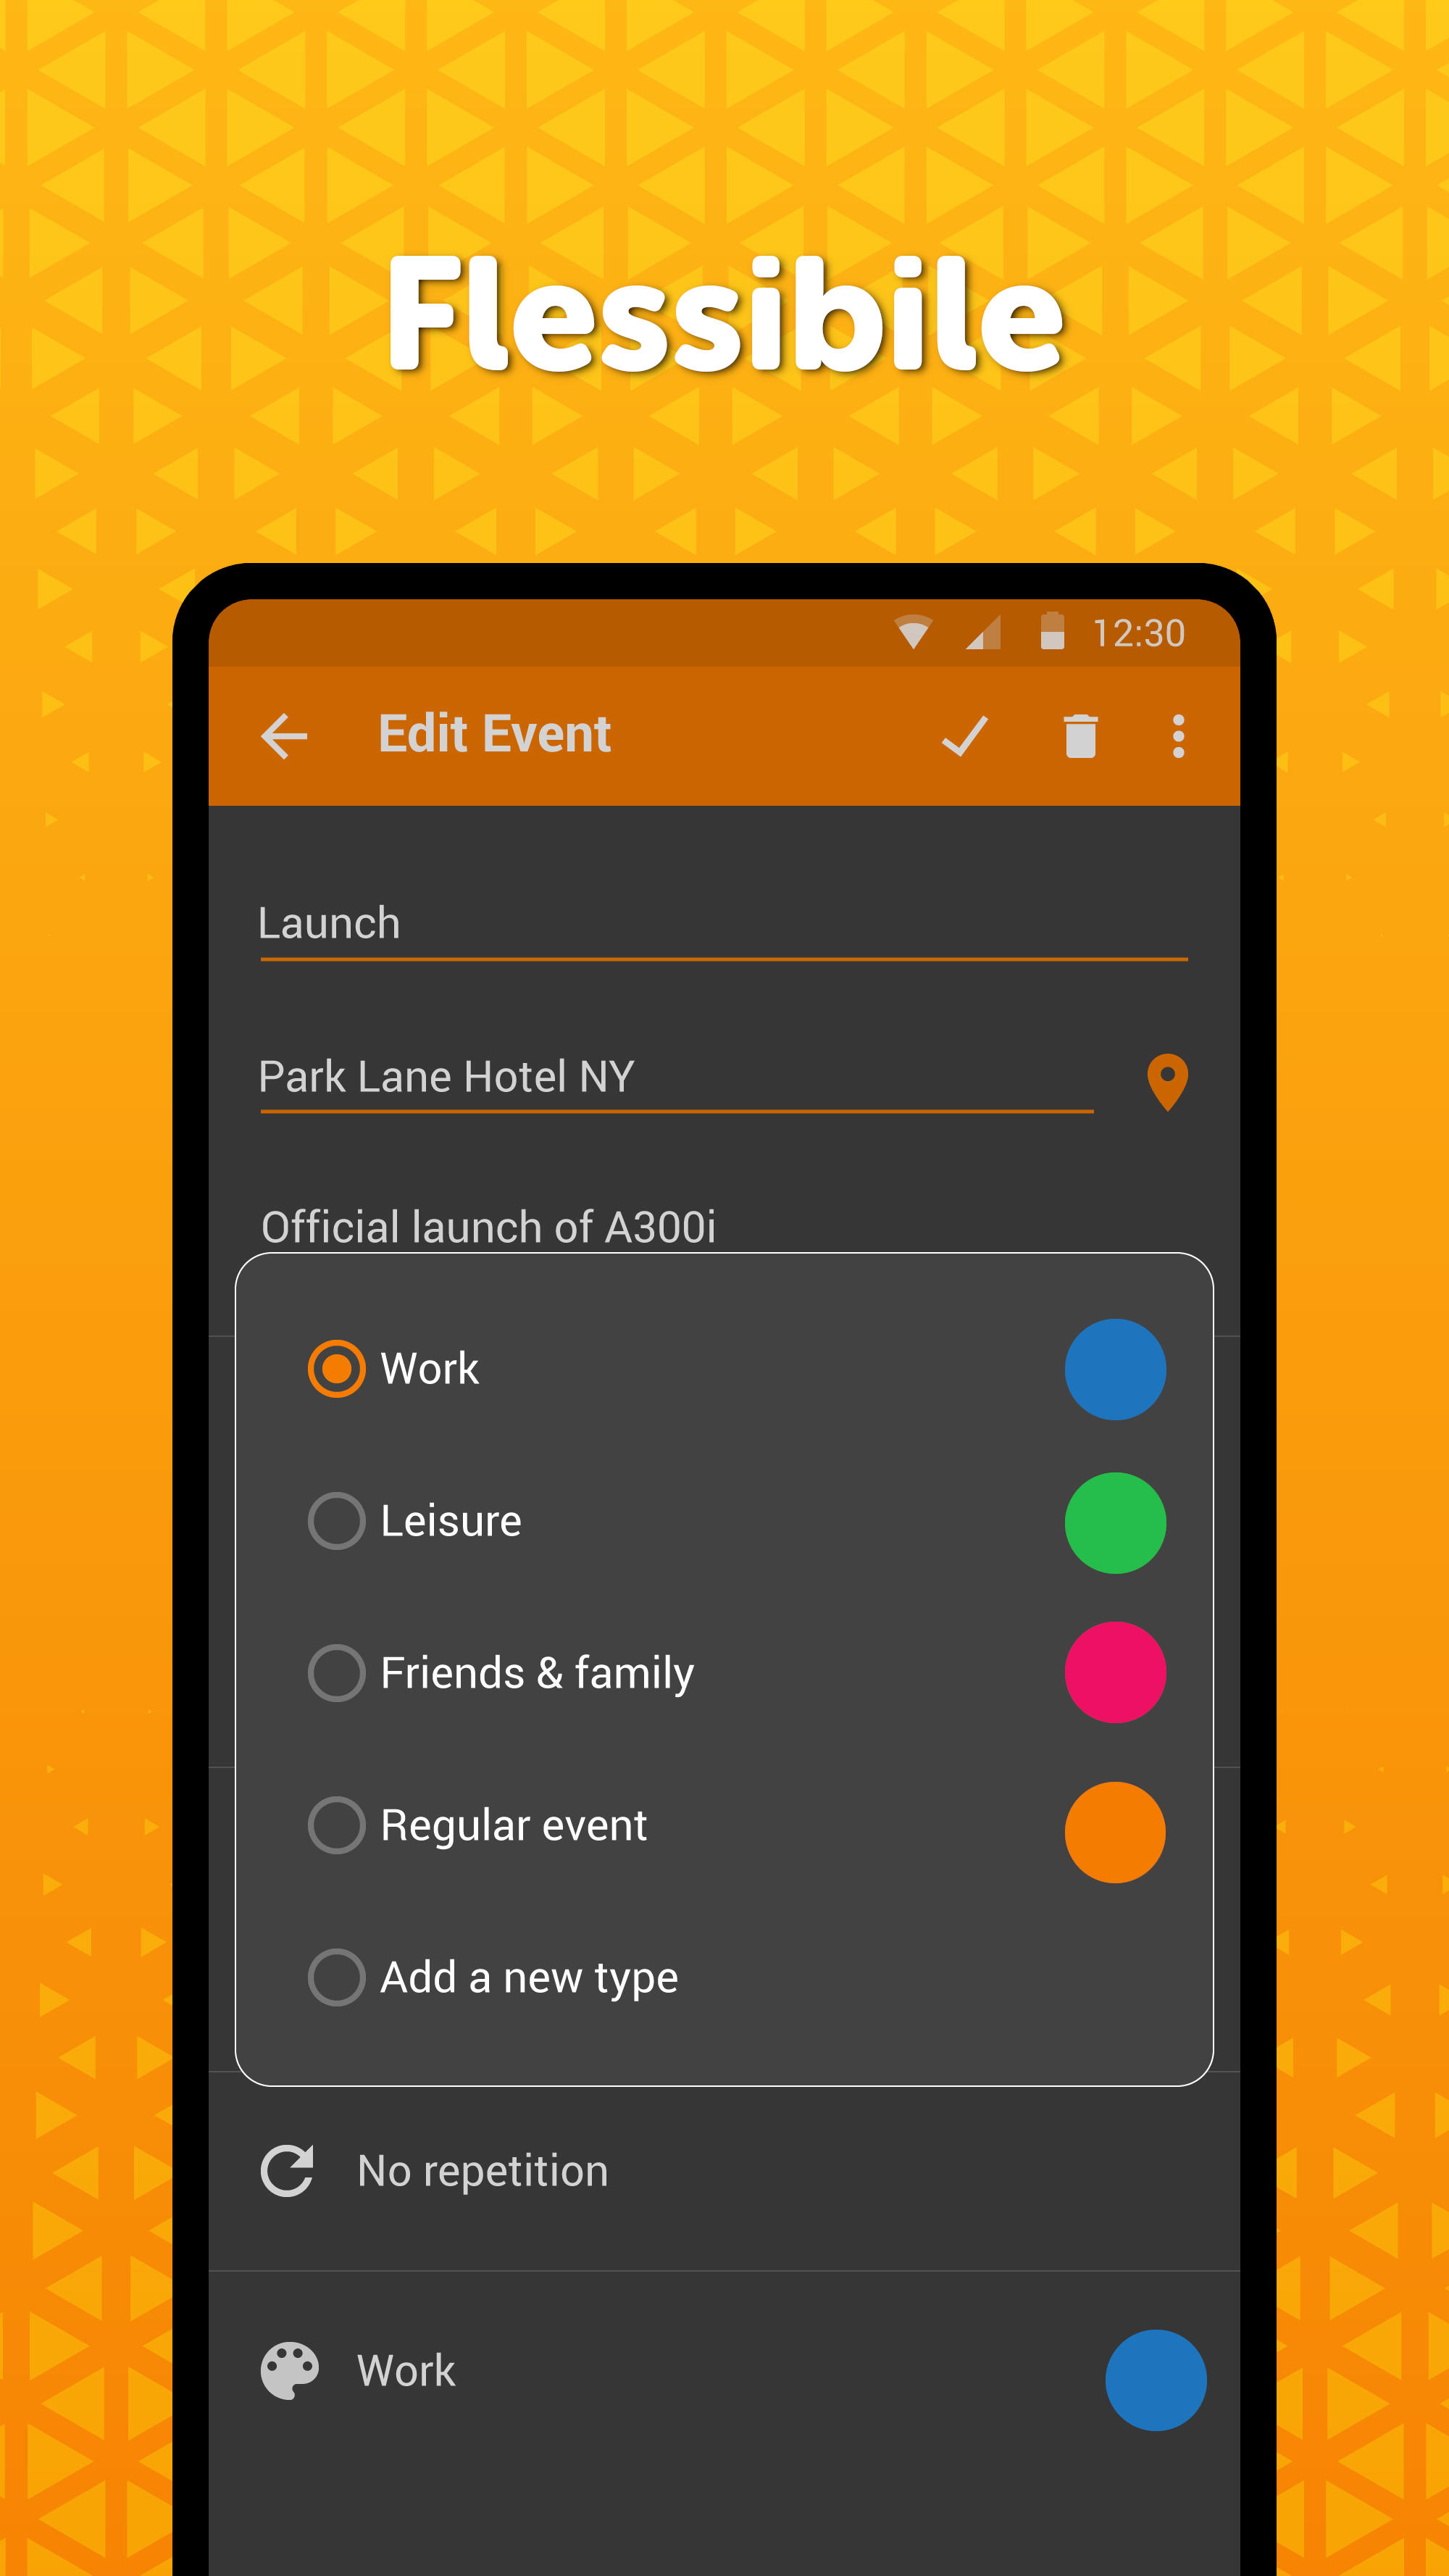 Flessibile
12:30
Edit Event
Launch
Park Lane Hotel NY
Official launch of A300i
Work
Leisure
Friends & family
Regular event
Add a new type
No repetition
Work